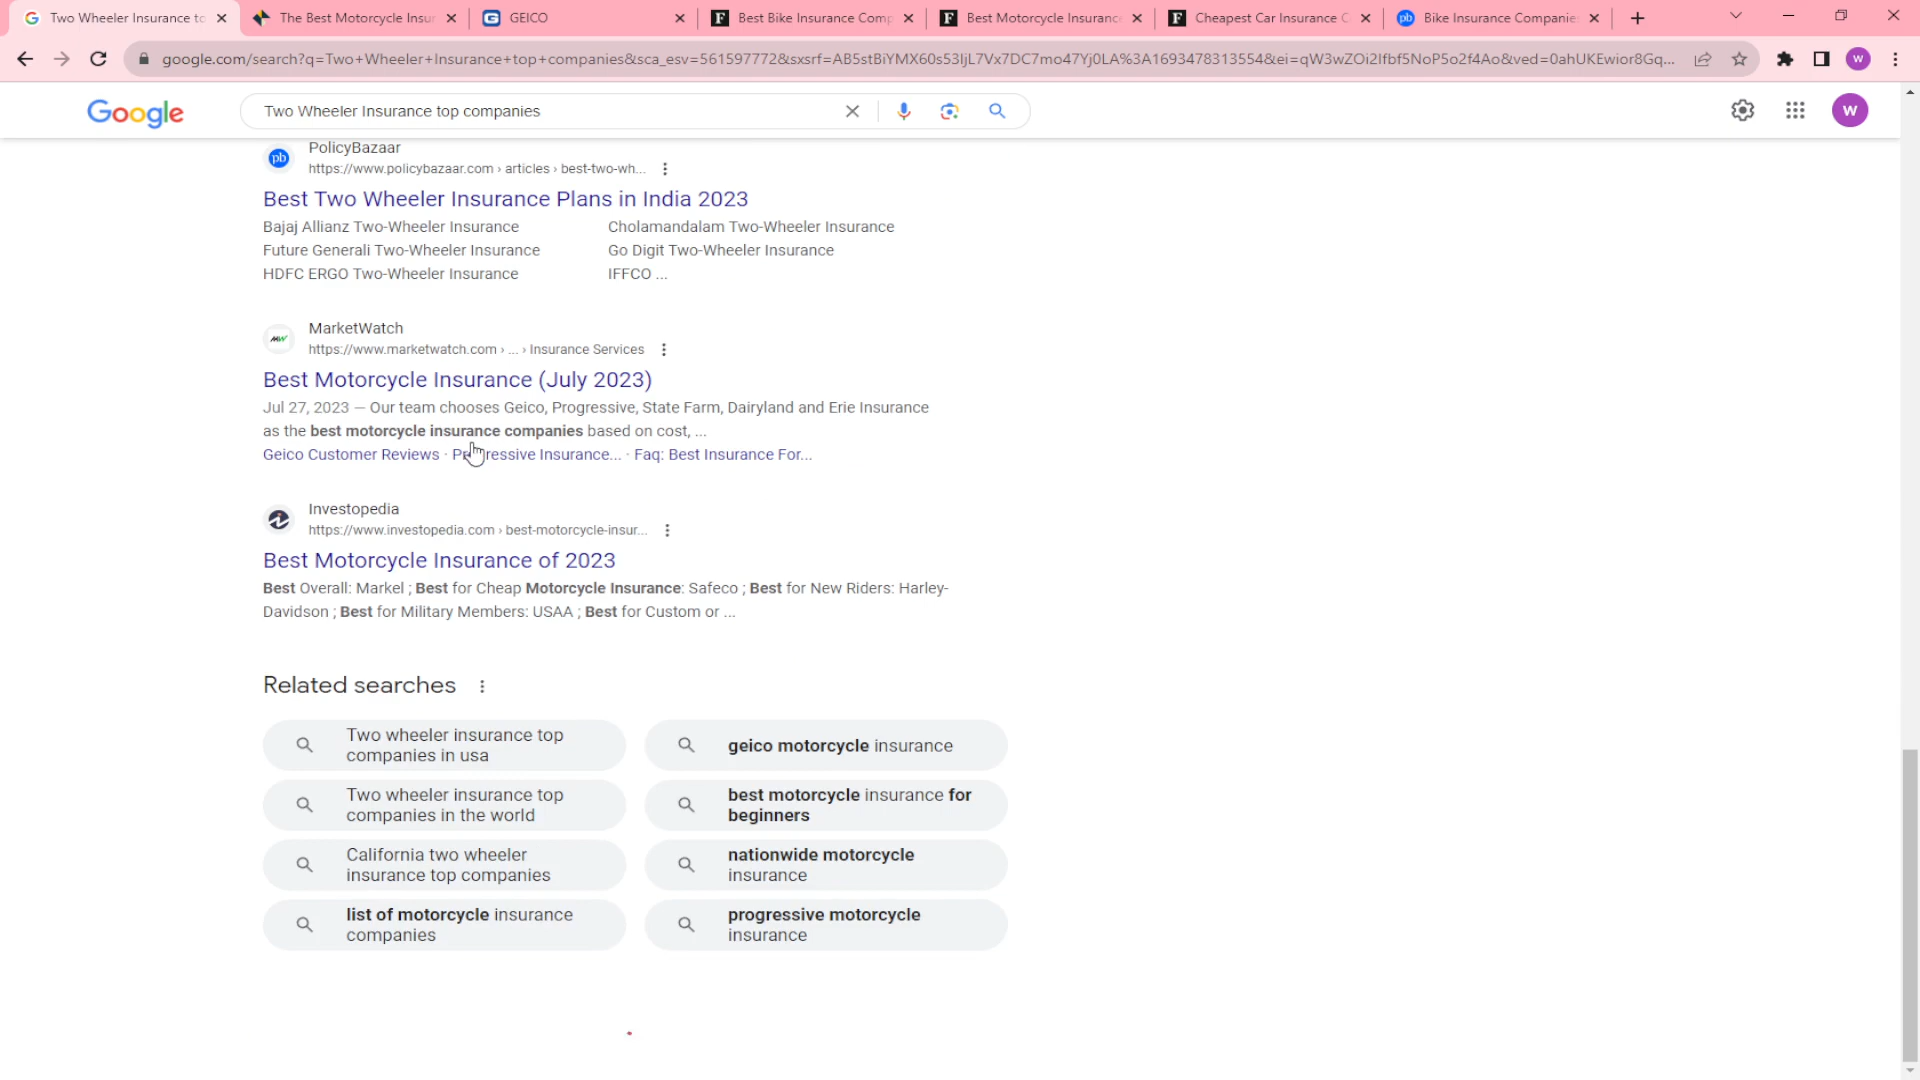 Two Wheeler Insurance to
The Best Motorcycle Insur
GEICO
Best Bike Insurance Comp
Best Motorcycle Insurance
Cheapest Car Insurance C
Bike Insurance Companie
google.com/search?q=Two+Wheeler+Insurance+top+companies&sca_esv=561597772&sxsrf=AB5stBiYMX60s53IjL7Vx7DC7mo47Yj0LA%3A1693478313554&ei=qW3wZOi2Ifbf5NoP5o2f4Ao&ved=0ahUKEwior8Gq...
W
Google
Two Wheeler Insurance top companies
W
PolicyBazaar
pb
https://www.policybazaar.com › articles › best-two-wh...
Best Two Wheeler Insurance Plans in India 2023
Bajaj Allianz Two-Wheeler Insurance
Cholamandalam Two-Wheeler Insurance
Future Generali Two-Wheeler Insurance
Go Digit Two-Wheeler Insurance
HDFC ERGO Two-Wheeler Insurance
IFFCO ...
MarketWatch
MW
https://www.marketwatch.com › ... › Insurance Services
Best Motorcycle Insurance (July 2023)
Jul 27, 2023 — Our team chooses Geico, Progressive, State Farm, Dairyland and Erie Insurance
as the best motorcycle insurance companies based on cost, ...
Geico Customer Reviews · Progressive Insurance... · Faq: Best Insurance For...
Investopedia
https://www.investopedia.com › best-motorcycle-insur...
Best Motorcycle Insurance of 2023
Best Overall: Markel ; Best for Cheap Motorcycle Insurance: Safeco ; Best for New Riders: Harley-
Davidson ; Best for Military Members: USAA ; Best for Custom or ...
Related searches
Two wheeler insurance top
companies in usa
geico motorcycle insurance
Two wheeler insurance top
companies in the world
best motorcycle insurance for
beginners
California two wheeler
insurance top companies
nationwide motorcycle
insurance
list of motorcycle insurance
companies
progressive motorcycle
insurance